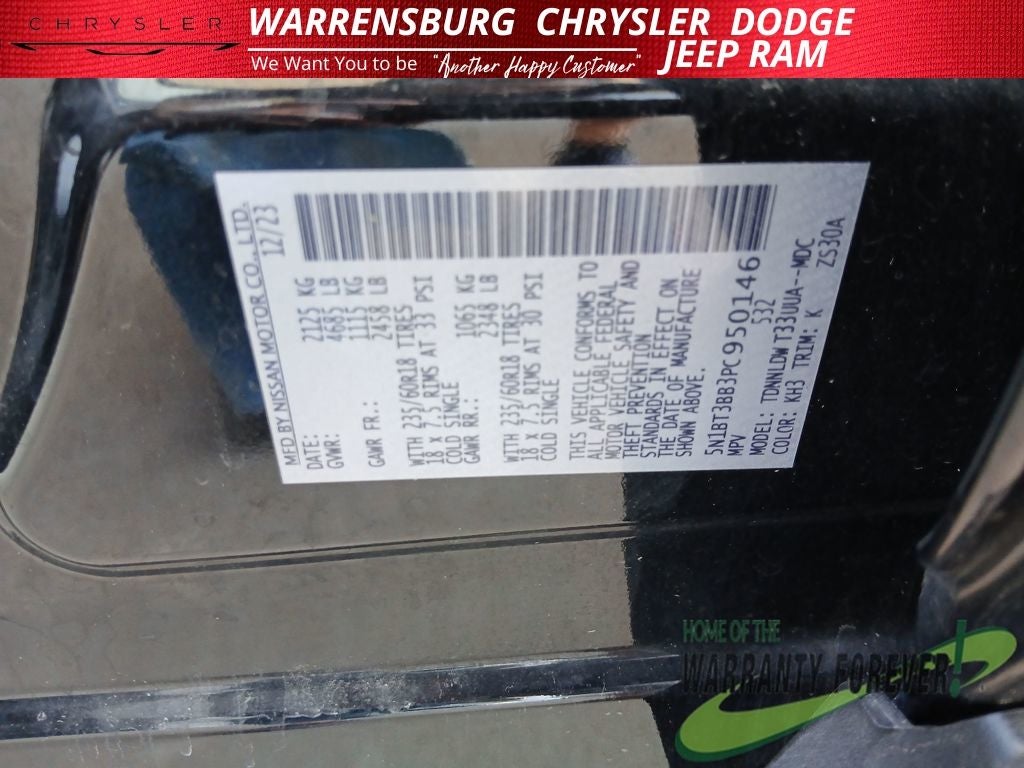 CHRYSLER
WARRENSBURG CHRYSLER DODGE
JEEP RAM
We Want You to be "Another Happy Customer"
MFD BY NISSAN MOTOR CO., LTD.
DATE: 12/23
GVWR: 2125 KG
4685 LB
GAWR FR.: 1115 KG
2458 LB
WITH 235/60R18 TIRES
18 X 7.5 RIMS AT 33 PSI
COLD SINGLE
GAWR RR.: 1065 KG
2348 LB
WITH 235/60R18 TIRES
18 X 7.5 RIMS AT 30 PSI
COLD SINGLE
THIS VEHICLE CONFORMS TO
ALL APPLICABLE FEDERAL
MOTOR VEHICLE SAFETY AND
THEFT PREVENTION
STANDARDS IN EFFECT ON
THE DATE OF MANUFACTURE
SHOWN ABOVE.
5N1BT3BB3PC950146
MPV 532
MODEL: TDNNLDW T33UUA--MDC
COLOR: KH3 TRIM: K ZS30A
HOME OF THE
WARRANTY FOREVER!